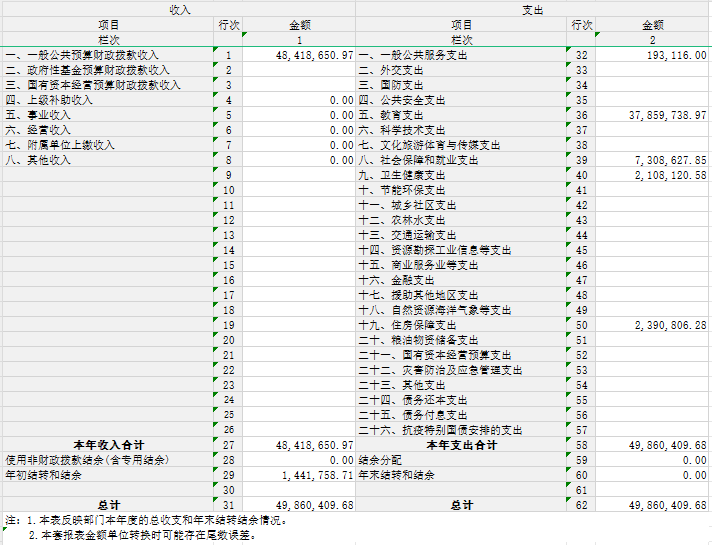 收入 支出
项目 行次 金额 项目 行次 金额
栏次 1 栏次 2
一、一般公共预算财政拨款收入 1 48,418,650.97 一、一般公共服务支出 32 193,116.00
二、政府性基金预算财政拨款收入 2 二、外交支出 33
三、国有资本经营预算财政拨款收入 3 三、国防支出 34
四、上级补助收入 4 0.00 四、公共安全支出 35
五、事业收入 5 0.00 五、教育支出 36 37,859,738.97
六、经营收入 6 0.00 六、科学技术支出 37
七、附属单位上缴收入 7 0.00 七、文化旅游体育与传媒支出 38
八、其他收入 8 0.00 八、社会保障和就业支出 39 7,308,627.85
9 九、卫生健康支出 40 2,108,120.58
10 十、节能环保支出 41
11 十一、城乡社区支出 42
12 十二、农林水支出 43
13 十三、交通运输支出 44
14 十四、资源勘探工业信息等支出 45
15 十五、商业服务业等支出 46
16 十六、金融支出 47
17 十七、援助其他地区支出 48
18 十八、自然资源海洋气象等支出 49
19 十九、住房保障支出 50 2,390,806.28
20 二十、粮油物资储备支出 51
21 二十一、国有资本经营预算支出 52
22 二十二、灾害防治及应急管理支出 53
23 二十三、其他支出 54
24 二十四、债务还本支出 55
25 二十五、债务付息支出 56
26 二十六、抗疫特别国债安排的支出 57
本年收入合计 27 48,418,650.97 本年支出合计 58 49,860,409.68
使用非财政拨款结余(含专用结余) 28 0.00 结余分配 59 0.00
年初结转和结余 29 1,441,758.71 年末结转和结余 60 0.00
30 61
总计 31 49,860,409.68 总计 62 49,860,409.68
注：1.本表反映部门本年度的总收支和年末结转结余情况。
2.本套报表金额单位转换时可能存在尾数误差。